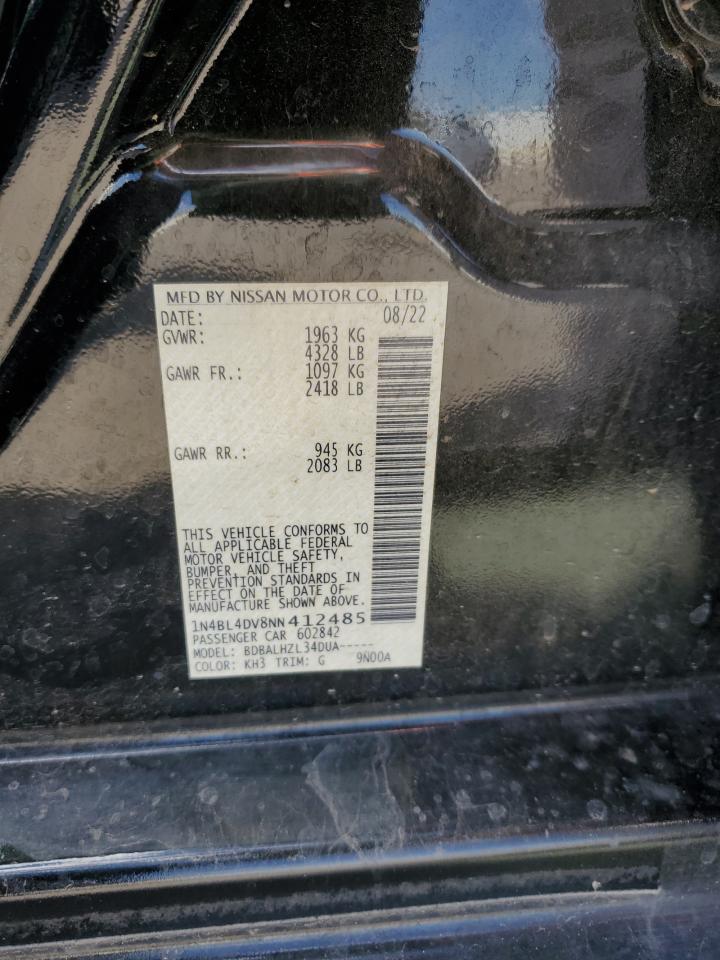 MFD BY NISSAN MOTOR CO., LTD.
DATE: 08/22
GVWR: 1963 KG
4328 LB
GAWR FR.: 1097 KG
2418 LB
GAWR RR.: 945 KG
2083 LB
THIS VEHICLE CONFORMS TO
ALL APPLICABLE FEDERAL
MOTOR VEHICLE SAFETY,
BUMPER, AND THEFT
PREVENTION STANDARDS IN
EFFECT ON THE DATE OF
MANUFACTURE SHOWN ABOVE.
1N4BL4DV8NN412485
PASSENGER CAR 602842
MODEL: BDBALHZL34DUA-----
COLOR: KH3 TRIM: G 9N00A